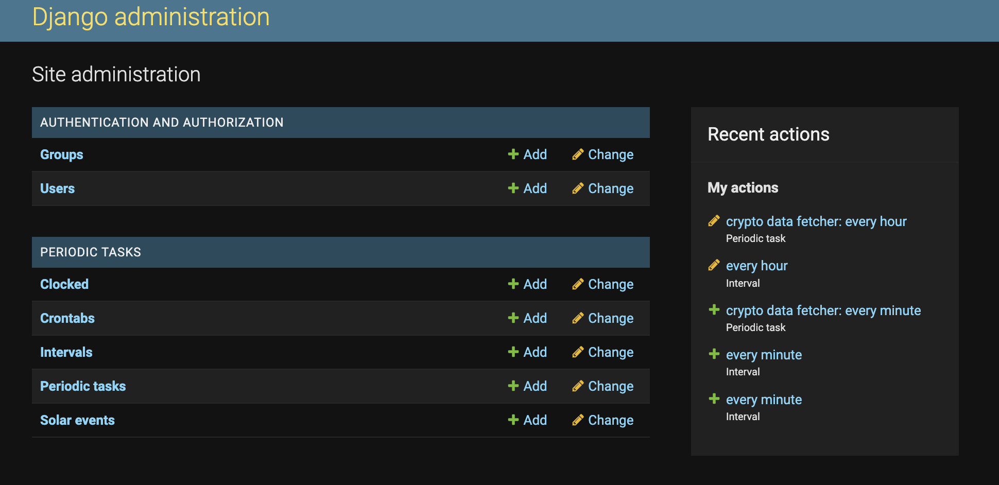 Django administration
Site administration
AUTHENTICATION AND AUTHORIZATION
Groups Add Change
Users Add Change
PERIODIC TASKS
Clocked Add Change
Crontabs Add Change
Intervals Add Change
Periodic tasks Add Change
Solar events Add Change
Recent actions
My actions
crypto data fetcher: every hour
Periodic task
every hour
Interval
crypto data fetcher: every minute
Periodic task
every minute
Interval
every minute
Interval